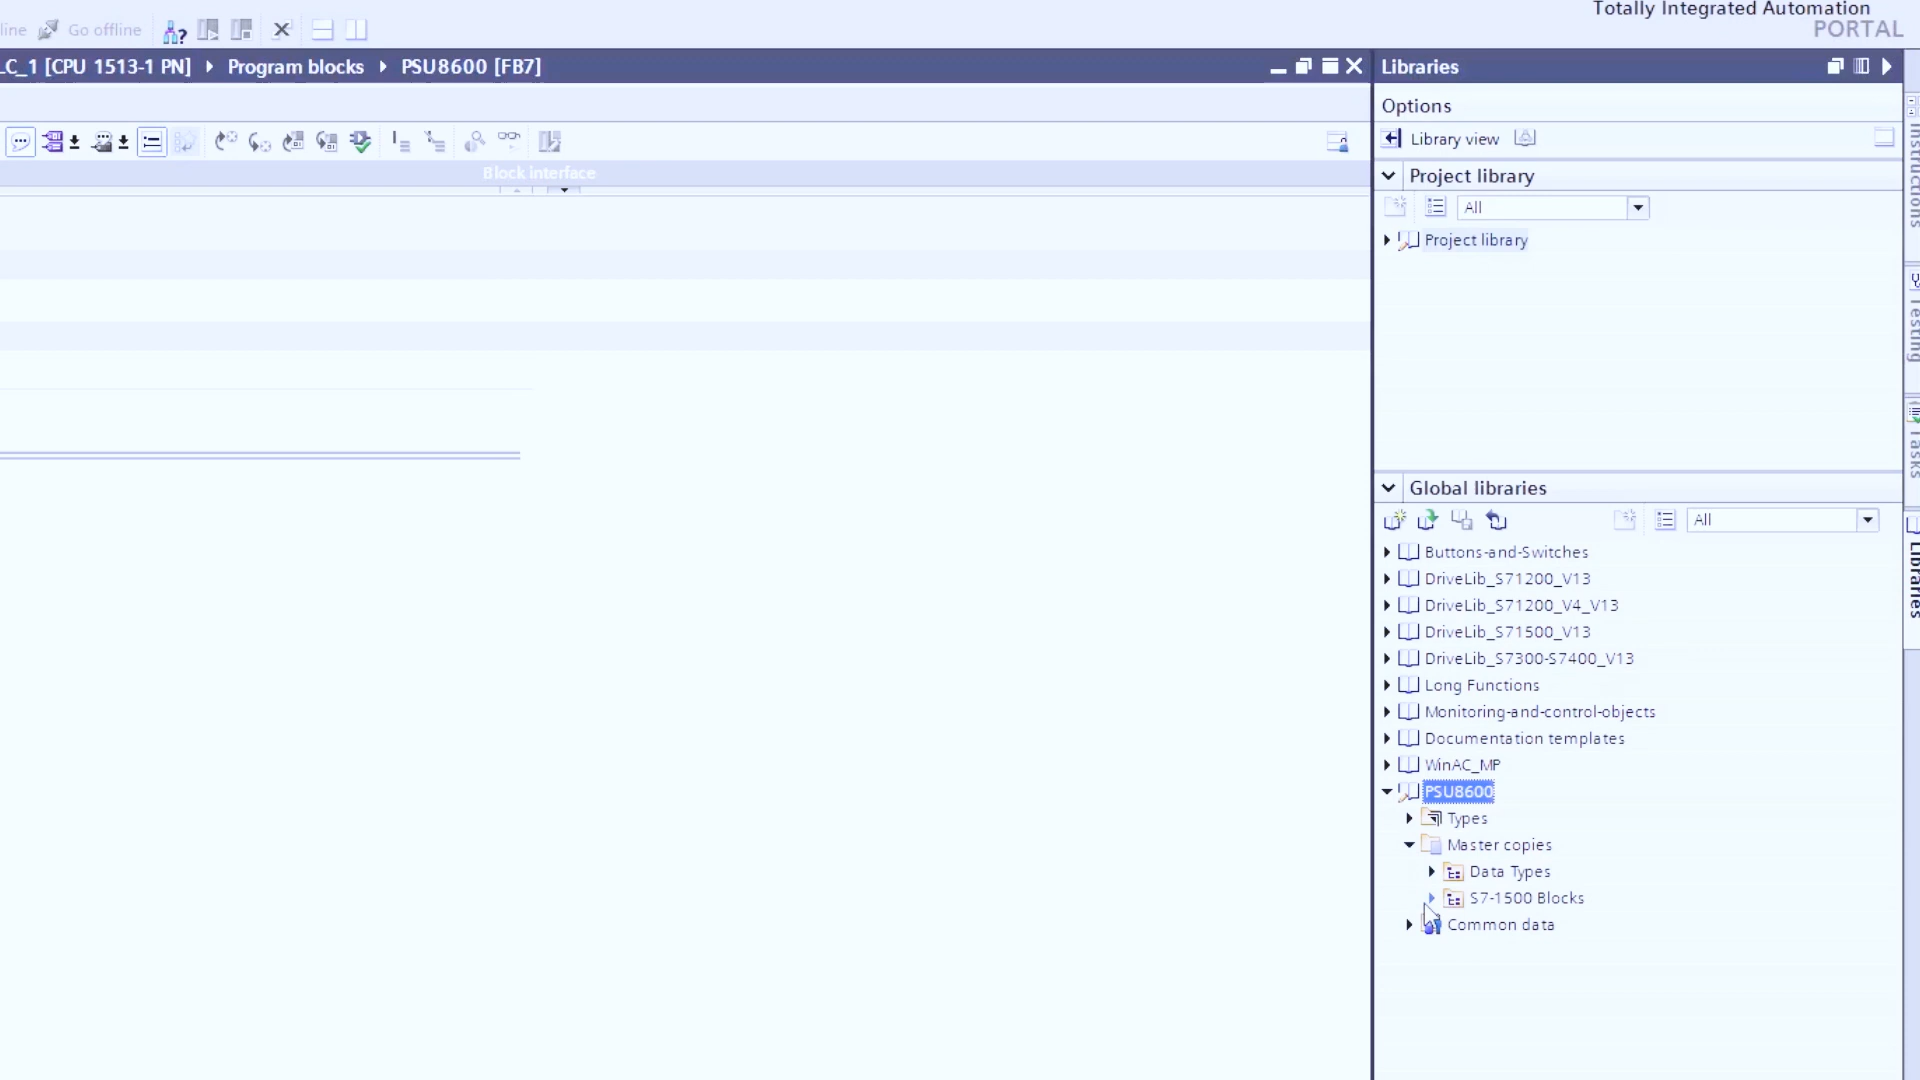 Totally Integrated Automation
PORTAL
line Go offline
LC_1 [CPU 1513-1 PN] Program blocks PSU8600 [FB7]
Block interface
Libraries
Options
Library view
Project library
All
Project library
Global libraries
All
Buttons-and-Switches
DriveLib_S71200_V13
DriveLib_S71200_V4_V13
DriveLib_S71500_V13
DriveLib_S7300-S7400_V13
Long Functions
Monitoring-and-control-objects
Documentation templates
WinAC_MP
PSU8600
Types
Master copies
Data Types
S7-1500 Blocks
Common data
Instructions
Testing
Tasks
Libraries